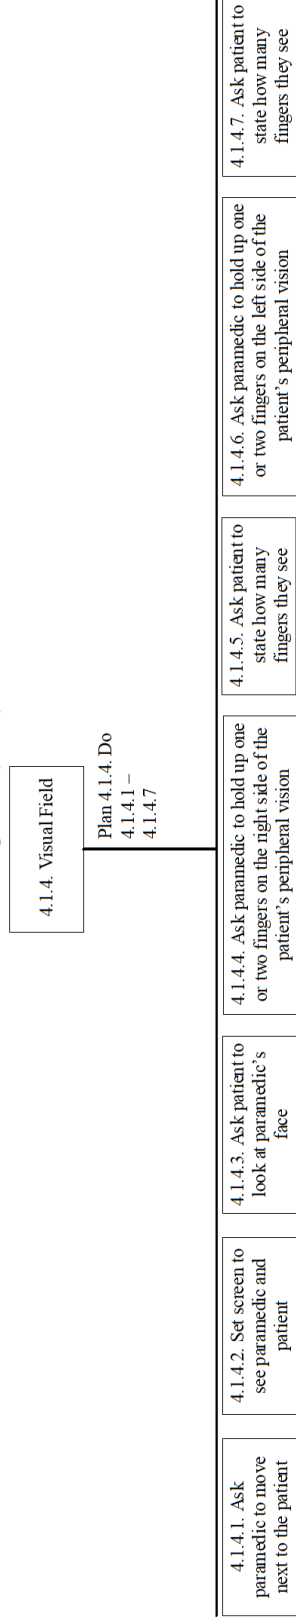 4.1.4. Visual Field
Plan 4.1.4. Do
4.1.4.1 –
4.1.4.7
4.1.4.1. Ask
paramedic to move
next to the patient
4.1.4.2. Set screen to
see paramedic and
patient
4.1.4.3. Ask patient to
look at paramedic's
face
4.1.4.4. Ask paramedic to hold up one
or two fingers on the right side of the
patient's peripheral vision
4.1.4.5. Ask patient to
state how many
fingers they see
4.1.4.6. Ask paramedic to hold up one
or two fingers on the left side of the
patient's peripheral vision
4.1.4.7. Ask patient to
state how many
fingers they see